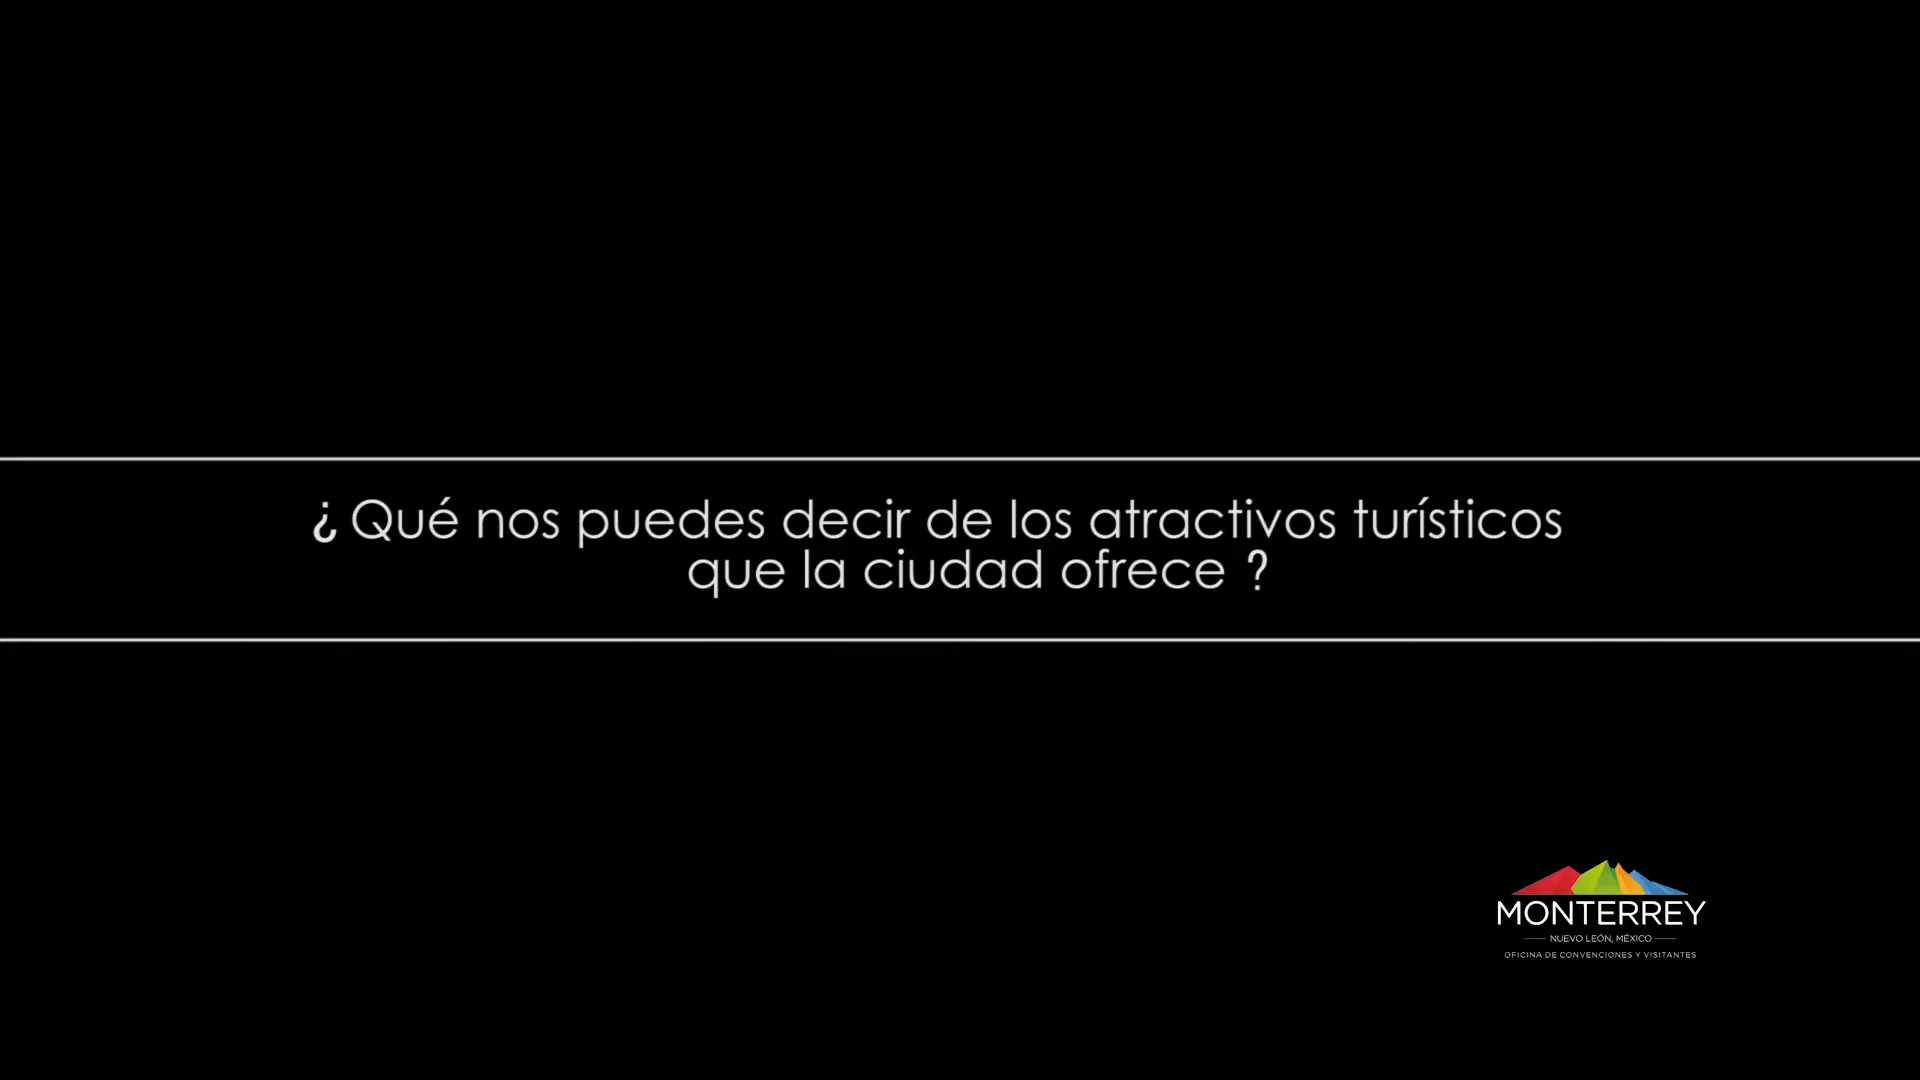 ¿ Qué nos puedes decir de los atractivos turísticos
que la ciudad ofrece ?
MONTERREY
NUEVO LEÓN, MÉXICO
OFICINA DE CONVENCIONES Y VISITANTES